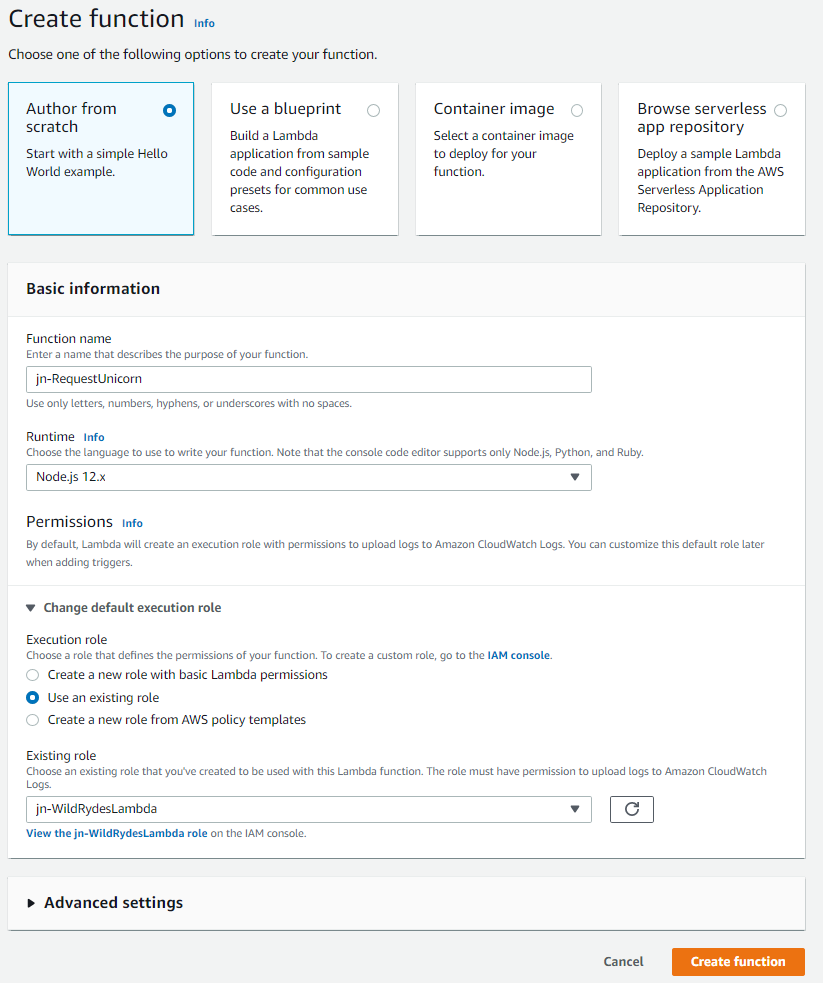 Create function Info
Choose one of the following options to create your function.
Author from
scratch
Start with a simple Hello
World example.
Use a blueprint
Build a Lambda
application from sample
code and configuration
presets for common use
cases.
Container image
Select a container image
to deploy for your
function.
Browse serverless
app repository
Deploy a sample Lambda
application from the AWS
Serverless Application
Repository.
Basic information
Function name
Enter a name that describes the purpose of your function.
jn-RequestUnicorn
Use only letters, numbers, hyphens, or underscores with no spaces.
Runtime Info
Choose the language to use to write your function. Note that the console code editor supports only Node.js, Python, and Ruby.
Node.js 12.x
Permissions Info
By default, Lambda will create an execution role with permissions to upload logs to Amazon CloudWatch Logs. You can customize this default role later
when adding triggers.
Change default execution role
Execution role
Choose a role that defines the permissions of your function. To create a custom role, go to the IAM console.
Create a new role with basic Lambda permissions
Use an existing role
Create a new role from AWS policy templates
Existing role
Choose an existing role that you've created to be used with this Lambda function. The role must have permission to upload logs to Amazon CloudWatch
Logs.
jn-WildRydesLambda
View the jn-WildRydesLambda role on the IAM console.
Advanced settings
Cancel Create function